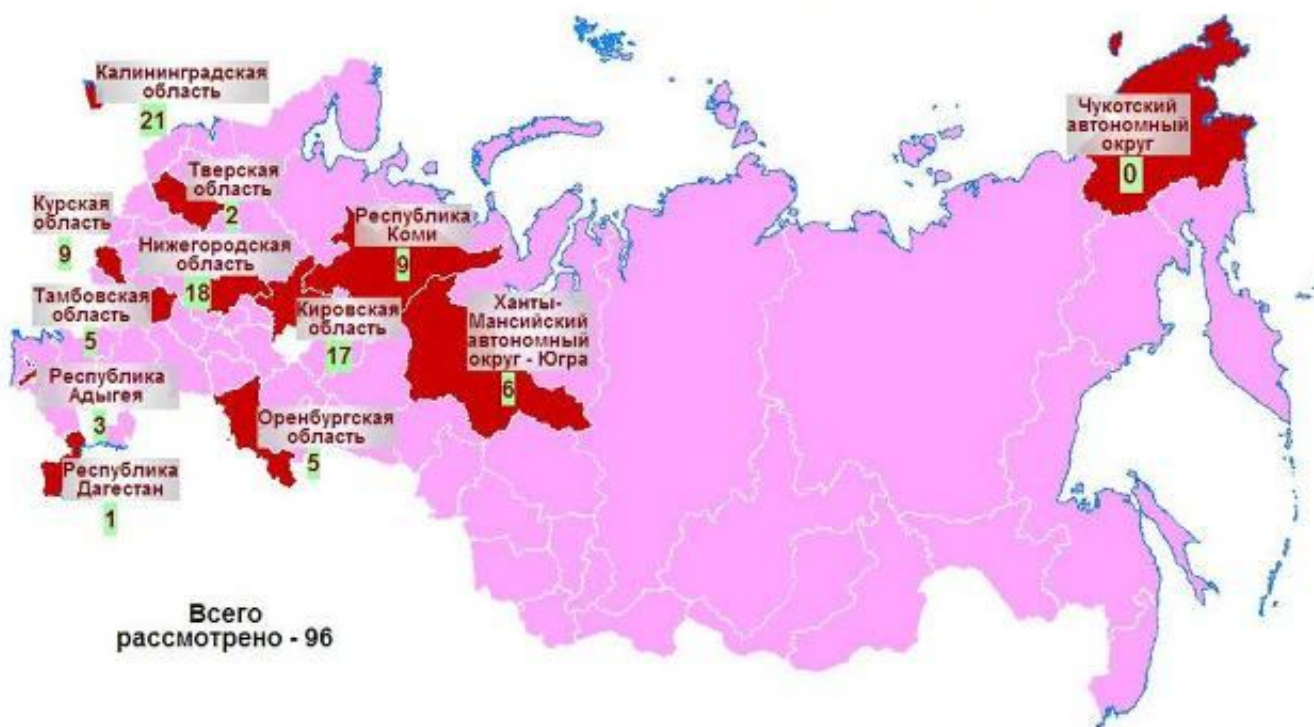 Калининградская
область
21
Чукотский
автономный
округ
0
Тверская
область
2
Курская
область
9
Республика
Коми
9
Нижегородская
область
18
Тамбовская
область
5
Кировская
область
17
Ханты-
Мансийский
автономный
округ - Югра
6
Республика
Адыгея
3
Оренбургская
область
5
Республика
Дагестан
1
Всего
рассмотрено - 96